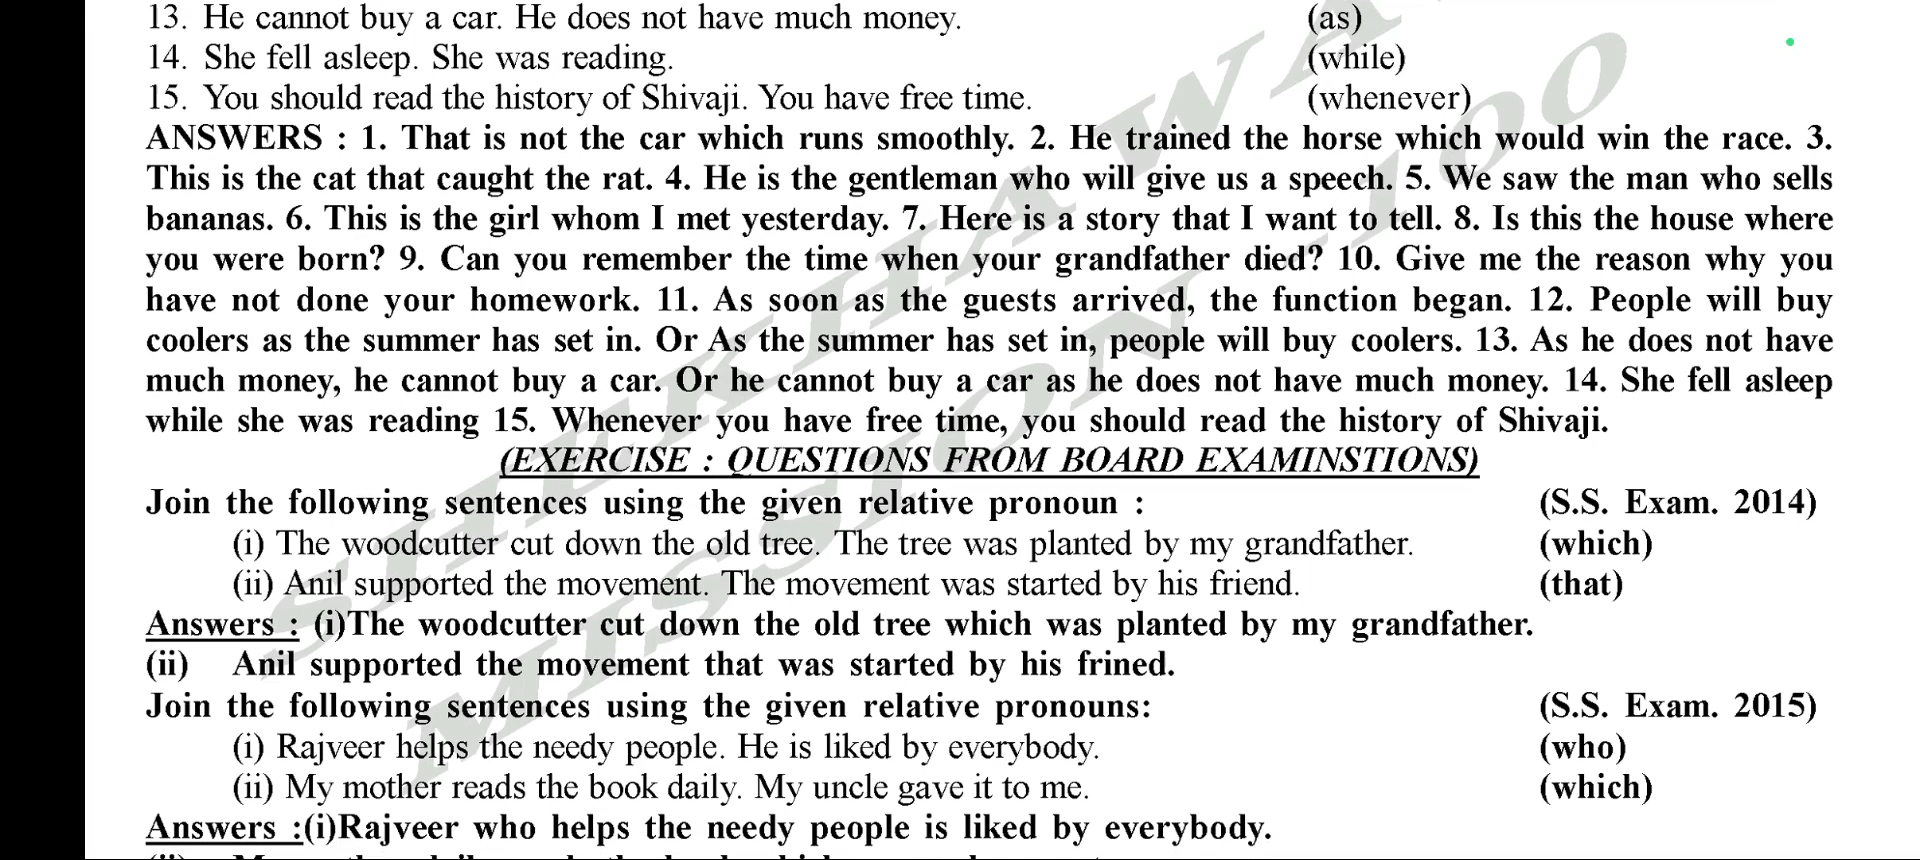 13. He cannot buy a car. He does not have much money. (as)
14. She fell asleep. She was reading. (while)
15. You should read the history of Shivaji. You have free time. (whenever)
ANSWERS : 1. That is not the car which runs smoothly. 2. He trained the horse which would win the race. 3.
This is the cat that caught the rat. 4. He is the gentleman who will give us a speech. 5. We saw the man who sells
bananas. 6. This is the girl whom I met yesterday. 7. Here is a story that I want to tell. 8. Is this the house where
you were born? 9. Can you remember the time when your grandfather died? 10. Give me the reason why you
have not done your homework. 11. As soon as the guests arrived, the function began. 12. People will buy
coolers as the summer has set in. Or As the summer has set in, people will buy coolers. 13. As he does not have
much money, he cannot buy a car. Or he cannot buy a car as he does not have much money. 14. She fell asleep
while she was reading 15. Whenever you have free time, you should read the history of Shivaji.
(EXERCISE : QUESTIONS FROM BOARD EXAMINSTIONS)
Join the following sentences using the given relative pronoun : (S.S. Exam. 2014)
(i) The woodcutter cut down the old tree. The tree was planted by my grandfather. (which)
(ii) Anil supported the movement. The movement was started by his friend. (that)
Answers : (i)The woodcutter cut down the old tree which was planted by my grandfather.
(ii) Anil supported the movement that was started by his frined.
Join the following sentences using the given relative pronouns: (S.S. Exam. 2015)
(i) Rajveer helps the needy people. He is liked by everybody. (who)
(ii) My mother reads the book daily. My uncle gave it to me. (which)
Answers :(i)Rajveer who helps the needy people is liked by everybody.